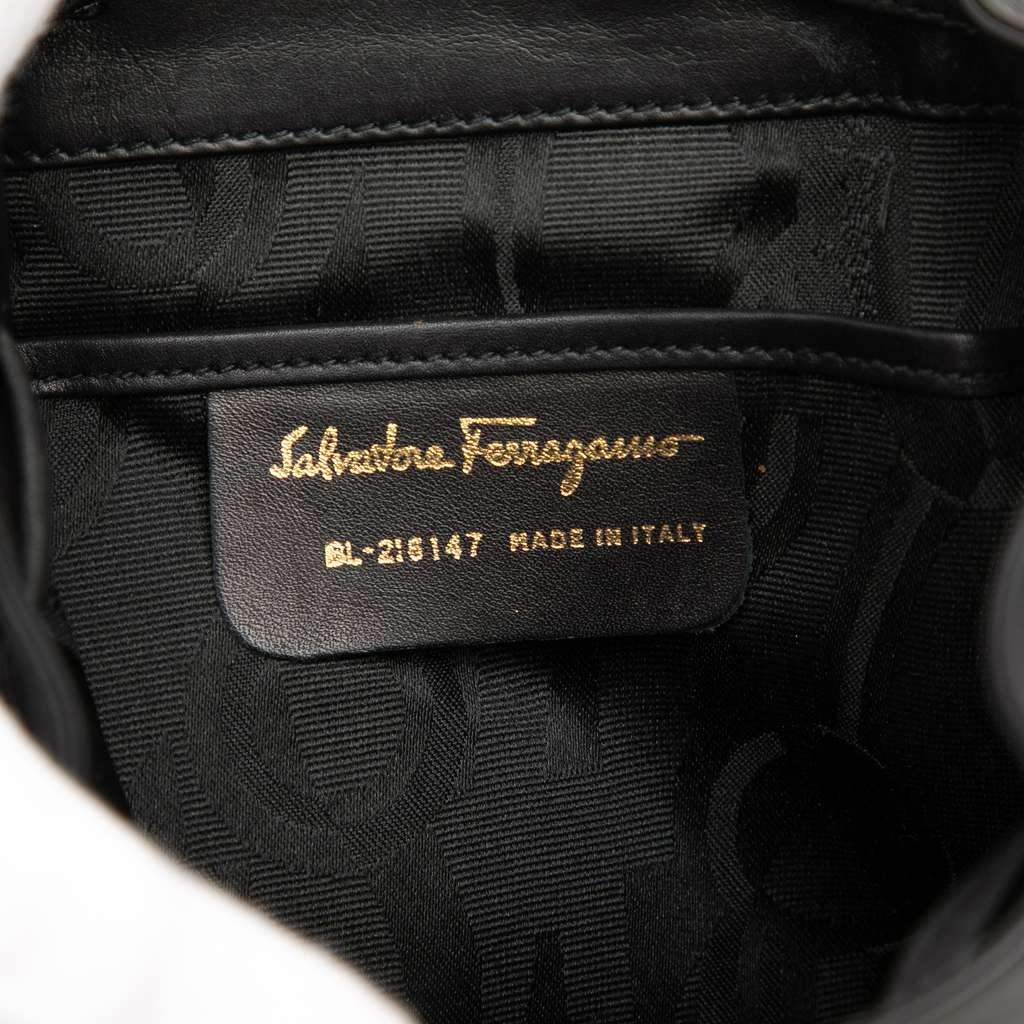 Salvatore Ferragamo
BL-216147 MADE IN ITALY